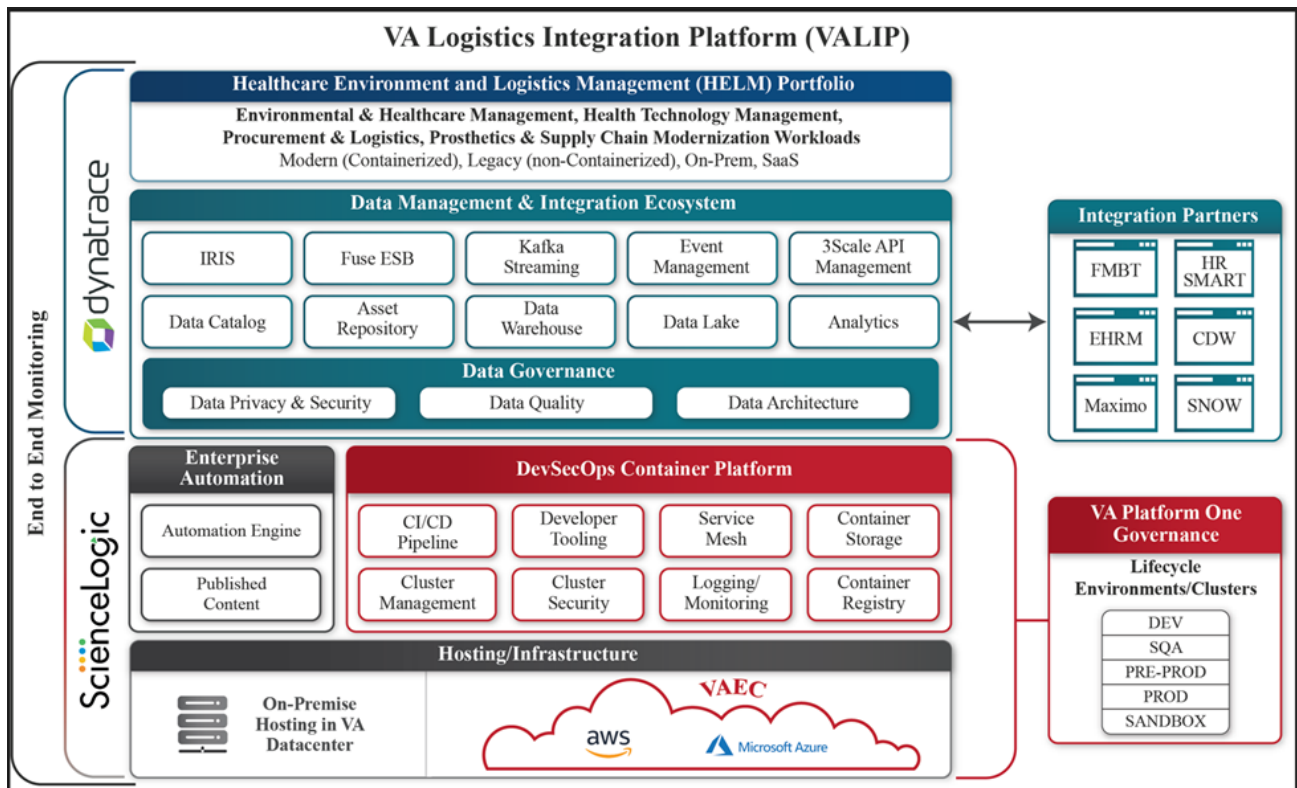 VA Logistics Integration Platform (VALIP)
End to End Monitoring
dynatrace
Healthcare Environment and Logistics Management (HELM) Portfolio
Environmental & Healthcare Management, Health Technology Management,
Procurement & Logistics, Prosthetics & Supply Chain Modernization Workloads
Modern (Containerized), Legacy (non-Containerized), On-Prem, SaaS
Data Management & Integration Ecosystem
IRIS
Fuse ESB
Kafka
Streaming
Event
Management
3Scale API
Management
Data Catalog
Asset
Repository
Data
Warehouse
Data Lake
Analytics
Data Governance
Data Privacy & Security
Data Quality
Data Architecture
Integration Partners
FMBT
HR
SMART
EHRM
CDW
Maximo
SNOW
ScienceLogic
Enterprise
Automation
Automation Engine
Published
Content
DevSecOps Container Platform
CI/CD
Pipeline
Developer
Tooling
Service
Mesh
Container
Storage
Cluster
Management
Cluster
Security
Logging/
Monitoring
Container
Registry
VA Platform One
Governance
Lifecycle
Environments/Clusters
DEV
SQA
PRE-PROD
PROD
SANDBOX
Hosting/Infrastructure
On-Premise
Hosting in VA
Datacenter
VAEC
aws
Microsoft Azure